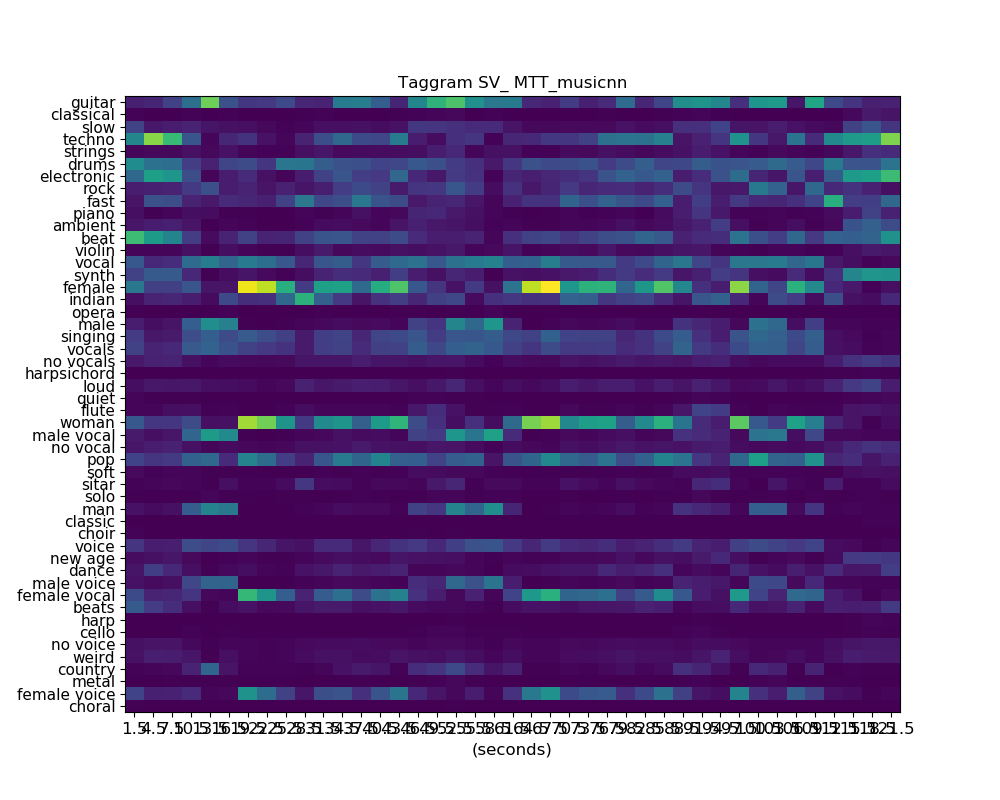 Taggram SV_ MTT_musicnn
guitar
classical
slow
techno
strings
drums
electronic
rock
fast
piano
ambient
beat
violin
vocal
synth
female
indian
opera
male
singing
vocals
no vocals
harpsichord
loud
quiet
flute
woman
male vocal
no vocal
pop
soft
sitar
solo
man
classic
choir
voice
new age
dance
male voice
female vocal
beats
harp
cello
no voice
weird
country
metal
female voice
choral
(seconds)